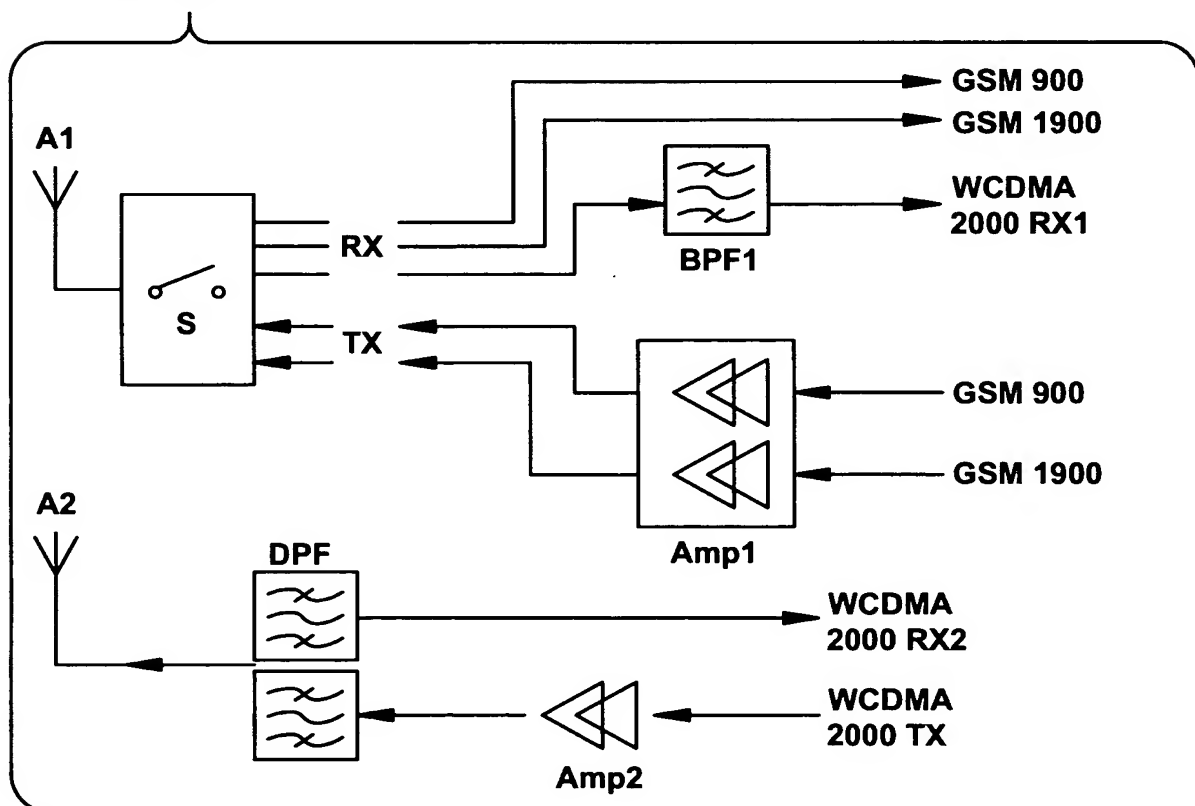 GSM 900
GSM 1900
A1
WCDMA
2000 RX1
RX
BPF1
S
TX
GSM 900
GSM 1900
A2
Amp1
DPF
WCDMA
2000 RX2
WCDMA
2000 TX
Amp2